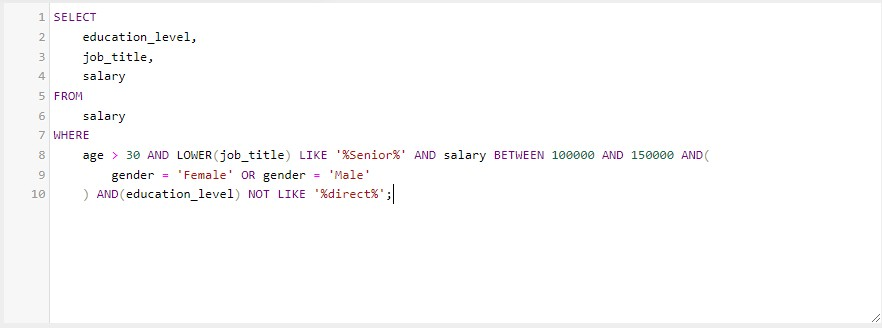 1 SELECT
2 education_level,
3 job_title,
4 salary
5 FROM
6 salary
7 WHERE
8 age > 30 AND LOWER(job_title) LIKE '%Senior%' AND salary BETWEEN 100000 AND 150000 AND(
9 gender = 'Female' OR gender = 'Male'
10 ) AND(education_level) NOT LIKE '%direct%';